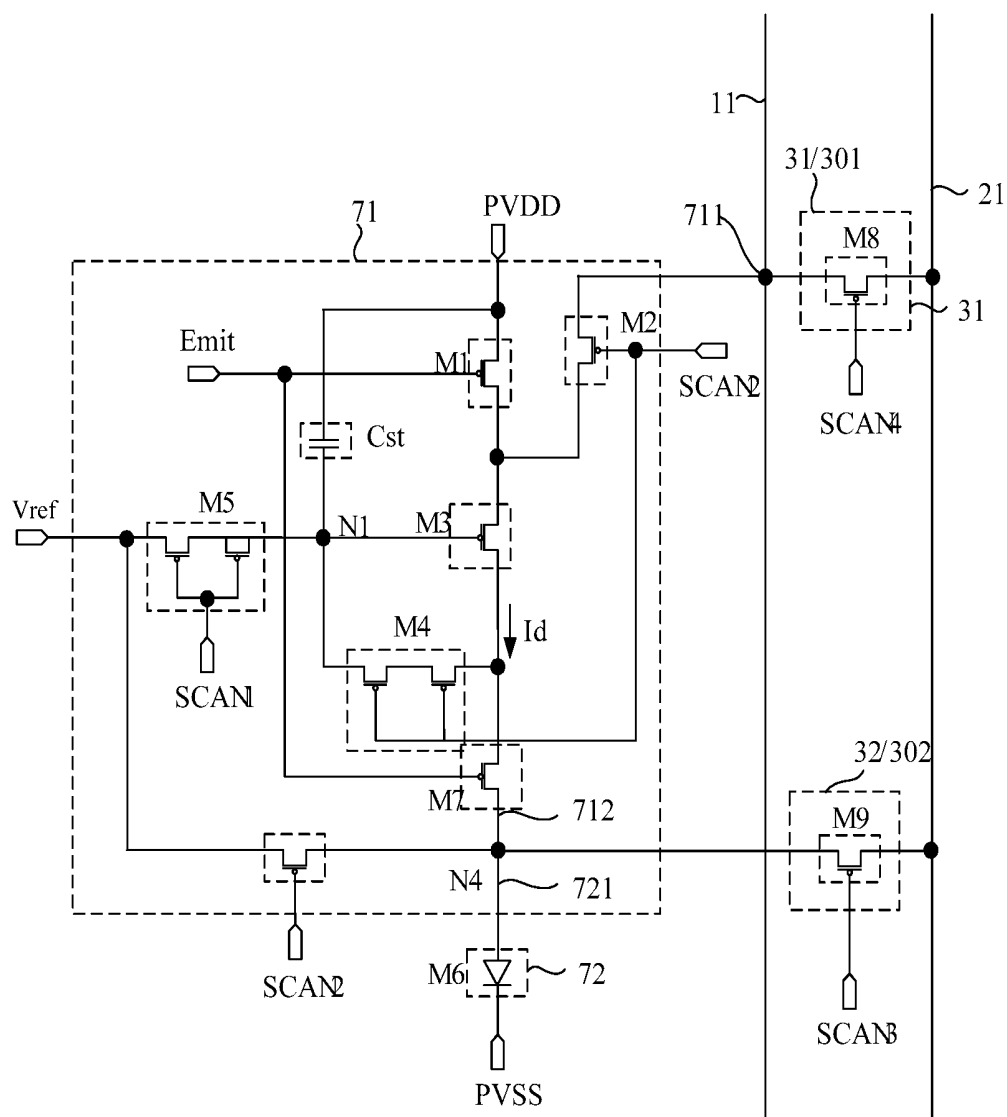 11
31/301
21
71
PVDD
711
M8
M2
31
Emit
M1
SCAN2
SCAN4
Cst
Vref
M5
N1
M3
M4
Id
SCAN1
32/302
M7
712
M9
N4
721
M6
72
SCAN2
SCAN3
PVSS